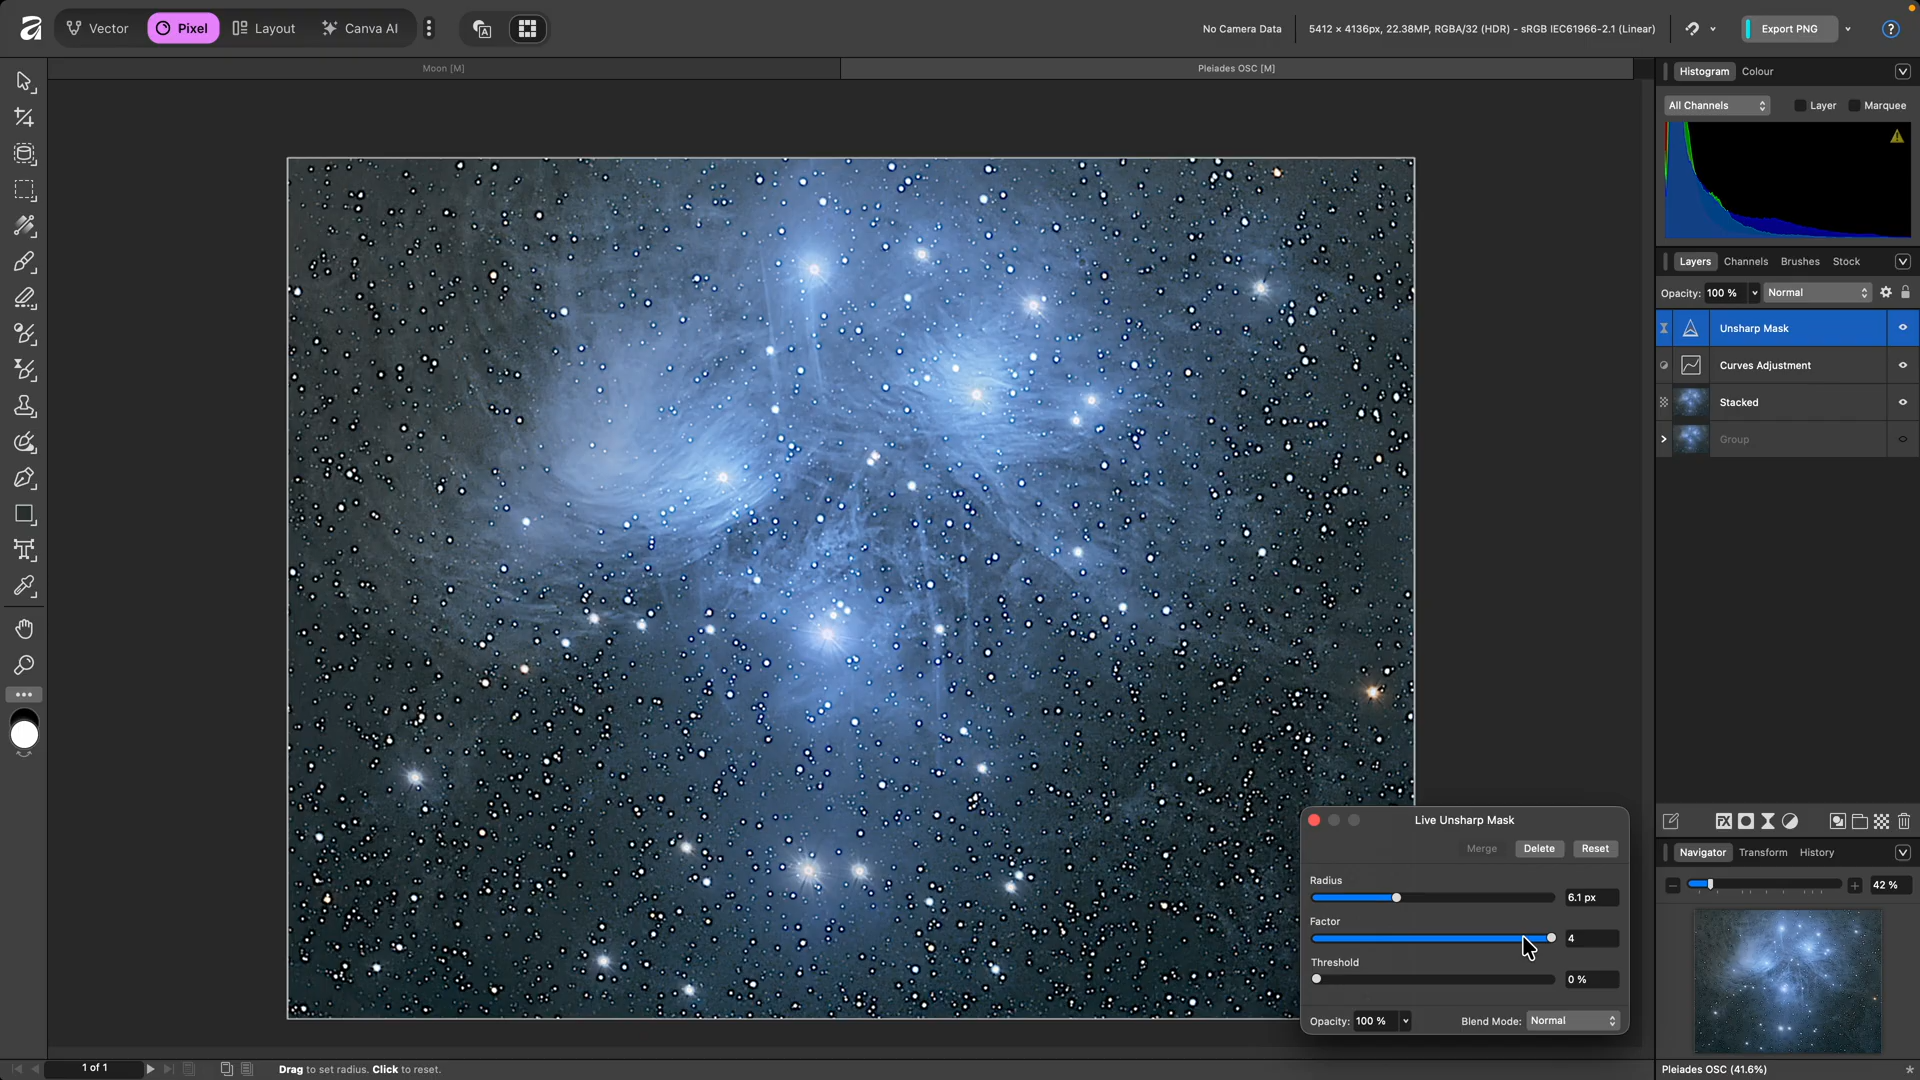 Vector
Pixel
Layout
Canva AI
No Camera Data
5412 × 4136px, 22.38MP, RGBA/32 (HDR) - sRGB IEC61966-2.1 (Linear)
Export PNG
Moon [M]
Pleiades OSC [M]
Histogram
Colour
All Channels
Layer
Marquee
Layers
Channels
Brushes
Stock
Opacity: 100 %
Normal
Unsharp Mask
Curves Adjustment
Stacked
Group
Live Unsharp Mask
Merge
Delete
Reset
Radius
6.1 px
Factor
4
Threshold
0 %
Opacity: 100 %
Blend Mode: Normal
Navigator
Transform
History
42 %
1 of 1
Drag to set radius. Click to reset.
Pleiades OSC (41.6%)